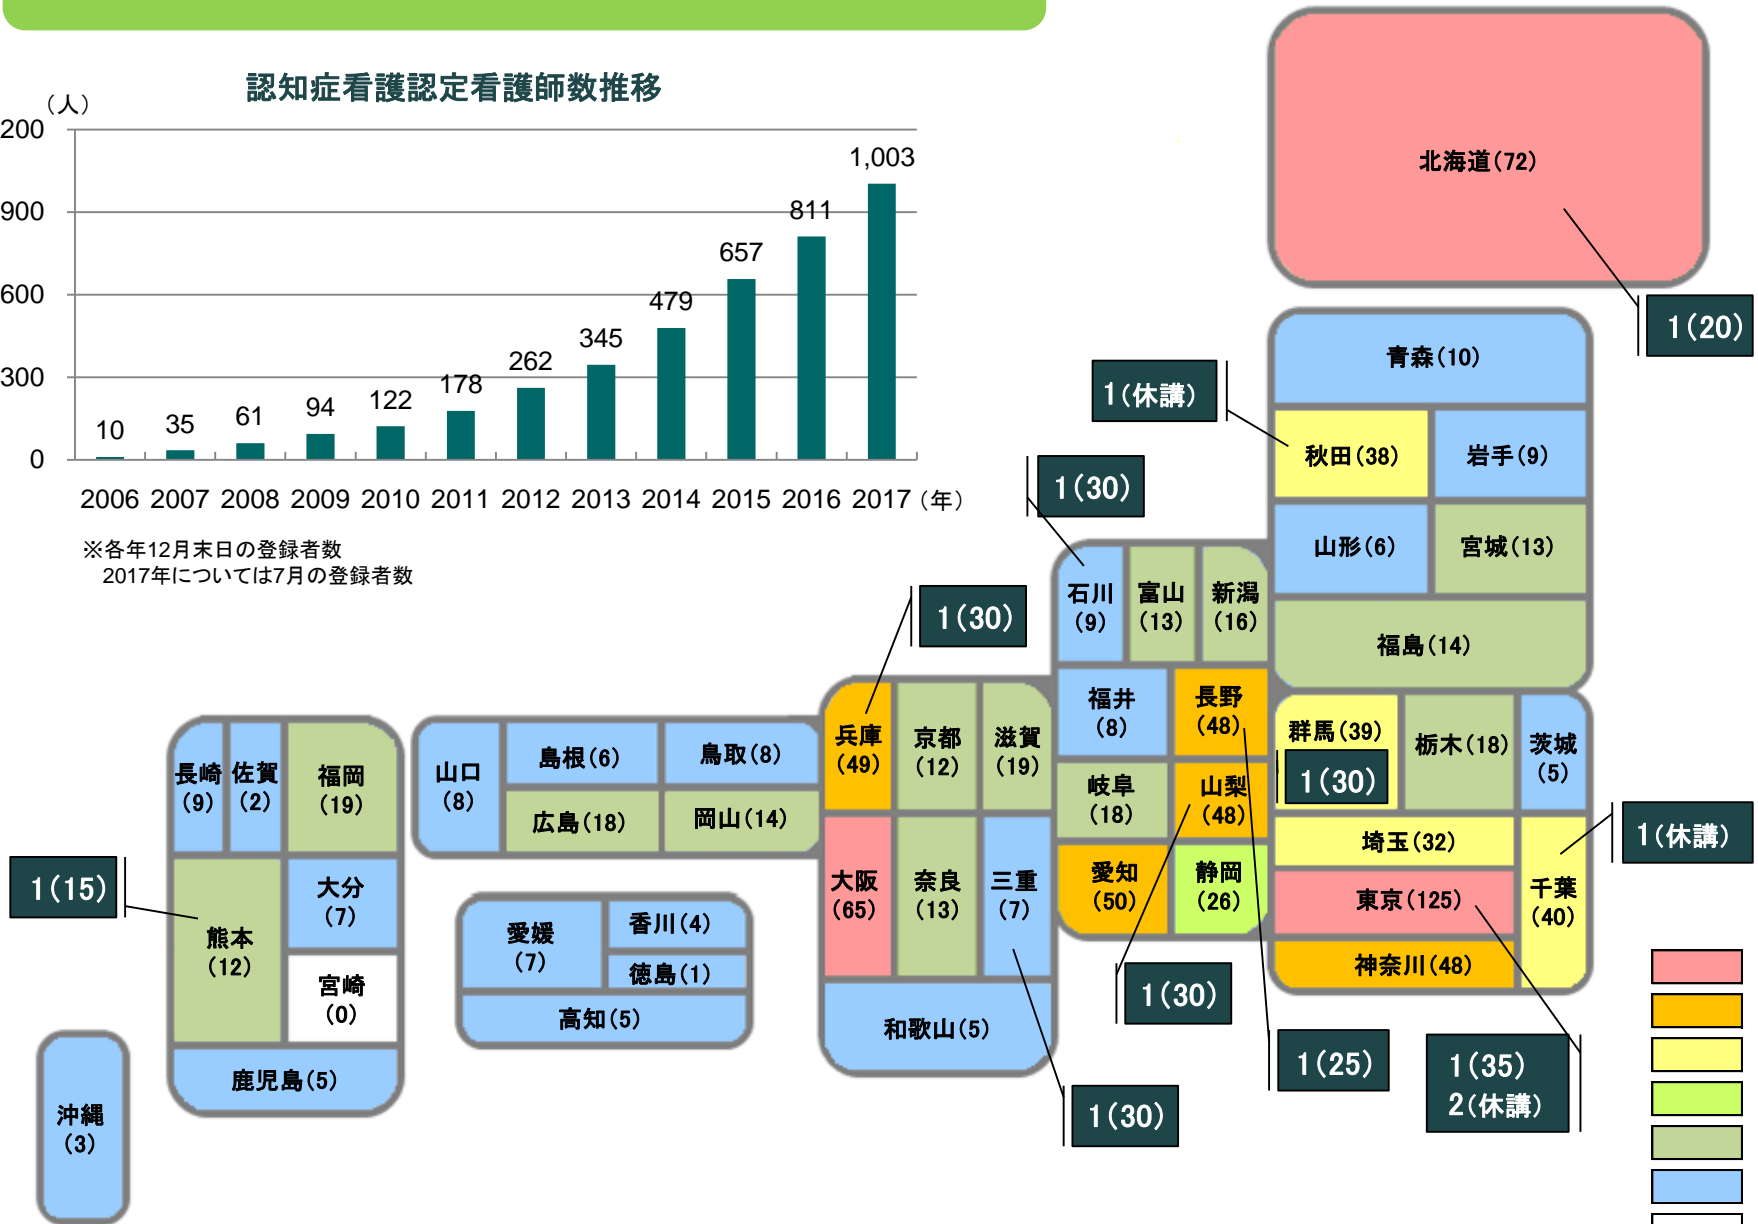 認知症看護認定看護師数推移
（人）
200
900
600
300
0
10
35
61
94
122
178
262
345
479
657
811
1,003
2006 2007 2008 2009 2010 2011 2012 2013 2014 2015 2016 2017（年）
※各年12月末日の登録者数
2017年については7月の登録者数
北海道(72)
1(20)
青森(10)
1(休講)
秋田(38)
岩手(9)
山形(6)
宮城(13)
福島(14)
1(30)
石川
(9)
富山
(13)
新潟
(16)
福井
(8)
長野
(48)
岐阜
(18)
山梨
(48)
愛知
(50)
静岡
(26)
群馬(39)
1(30)
栃木(18)
茨城
(5)
埼玉(32)
東京(125)
神奈川(48)
千葉
(40)
1(休講)
1(30)
兵庫
(49)
京都
(12)
滋賀
(19)
大阪
(65)
奈良
(13)
三重
(7)
和歌山(5)
山口
(8)
島根(6)
鳥取(8)
広島(18)
岡山(14)
愛媛
(7)
香川(4)
徳島(1)
高知(5)
長崎
(9)
佐賀
(2)
福岡
(19)
1(15)
熊本
(12)
大分
(7)
宮崎
(0)
鹿児島(5)
沖縄
(3)
1(30)
1(25)
1(35)
2(休講)
1(30)